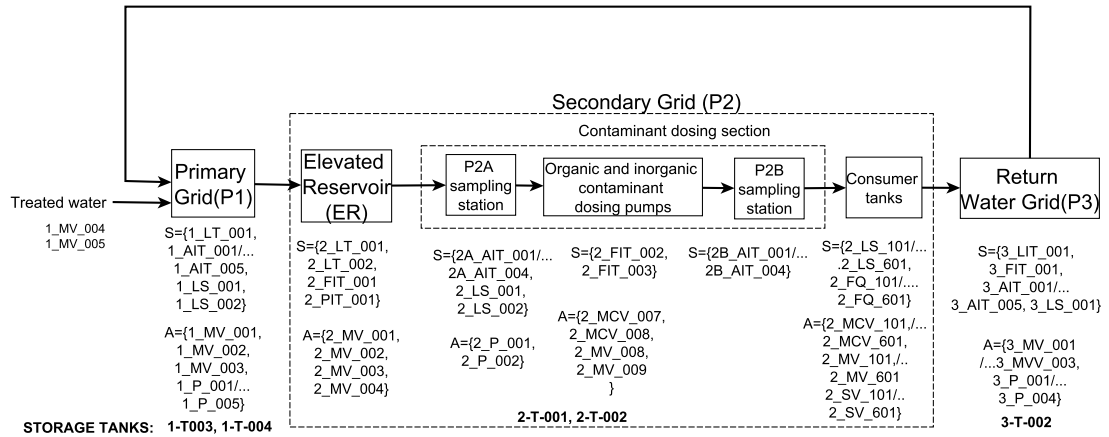 Secondary Grid (P2)
Contaminant dosing section
Treated water
1_MV_004
1_MV_005
Primary
Grid(P1)
S={1_LT_001,
1_AIT_001/...
1_AIT_005,
1_LS_001,
1_LS_002}
A={1_MV_001,
1_MV_002,
1_MV_003,
1_P_001/...
1_P_005}
Elevated
Reservoir
(ER)
S={2_LT_001,
2_LT_002,
2_FIT_001
2_PIT_001}
A={2_MV_001,
2_MV_002,
2_MV_003,
2_MV_004}
P2A
sampling
station
S={2A_AIT_001/...
2A_AIT_004,
2_LS_001,
2_LS_002}
A={2_P_001,
2_P_002}
Organic and inorganic
contaminant
dosing pumps
S={2_FIT_002,
2_FIT_003}
A={2_MCV_007,
2_MCV_008,
2_MV_008,
2_MV_009
}
P2B
sampling
station
S={2B_AIT_001/...
2B_AIT_004}
Consumer
tanks
S={2_LS_101/...
.2_LS_601,
2_FQ_101/....
2_FQ_601}
A={2_MCV_101,/...
2_MCV_601,
2_MV_101,/..
2_MV_601
2_SV_101/..
2_SV_601}
Return
Water Grid(P3)
S={3_LIT_001,
3_FIT_001,
3_AIT_001/...
3_AIT_005, 3_LS_001}
A={3_MV_001
/...3_MVV_003,
3_P_001/...
3_P_004}
STORAGE TANKS: 1-T003, 1-T-004
2-T-001, 2-T-002
3-T-002